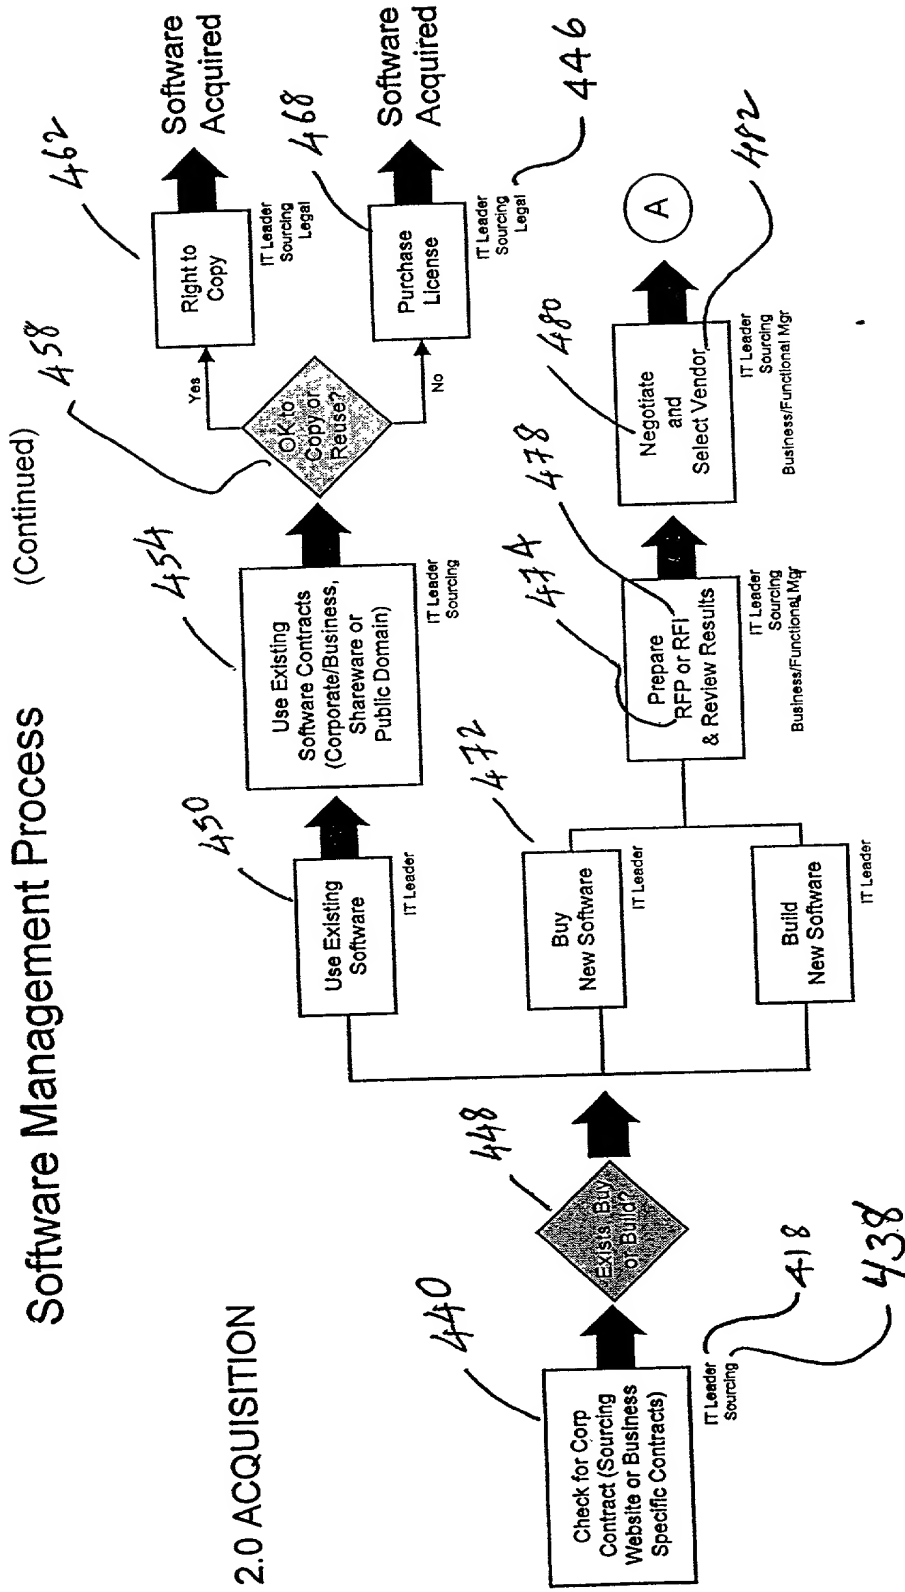 Software Management Process
(Continued)
2.0 ACQUISITION
440
Check for Corp
Contract (Sourcing
Website or Business
Specific Contracts)
IT Leader
Sourcing
418
438
448
Exists Buy
or Build?
450
Use Existing
Software
IT Leader
454
Use Existing
Software Contracts
(Corporate/Business,
Shareware or
Public Domain)
IT Leader
Sourcing
458
OK to
Copy or
Reuse?
Yes
No
462
Right to
Copy
IT Leader
Sourcing
Legal
Software
Acquired
468
Purchase
License
IT Leader
Sourcing
Legal
446
Software
Acquired
472
Buy
New Software
IT Leader
Build
New Software
IT Leader
474
478
Prepare
RFP or RFI
& Review Results
IT Leader
Sourcing
Business/Functional Mgr
480
Negotiate
and
Select Vendor
IT Leader
Sourcing
Business/Functional Mgr
482
A